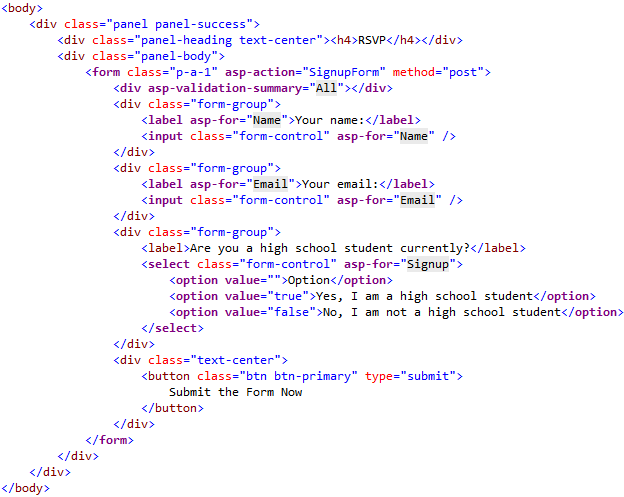 <body>
    <div class="panel panel-success">
        <div class="panel-heading text-center"><h4>RSVP</h4></div>
        <div class="panel-body">
            <form class="p-a-1" asp-action="SignupForm" method="post">
                <div asp-validation-summary="All"></div>
                <div class="form-group">
                    <label asp-for="Name">Your name:</label>
                    <input class="form-control" asp-for="Name" />
                </div>
                <div class="form-group">
                    <label asp-for="Email">Your email:</label>
                    <input class="form-control" asp-for="Email" />
                </div>
                <div class="form-group">
                    <label>Are you a high school student currently?</label>
                    <select class="form-control" asp-for="Signup">
                        <option value="">Option</option>
                        <option value="true">Yes, I am a high school student</option>
                        <option value="false">No, I am not a high school student</option>
                    </select>
                </div>
                <div class="text-center">
                    <button class="btn btn-primary" type="submit">
                        Submit the Form Now
                    </button>
                </div>
            </form>
        </div>
    </div>
</body>